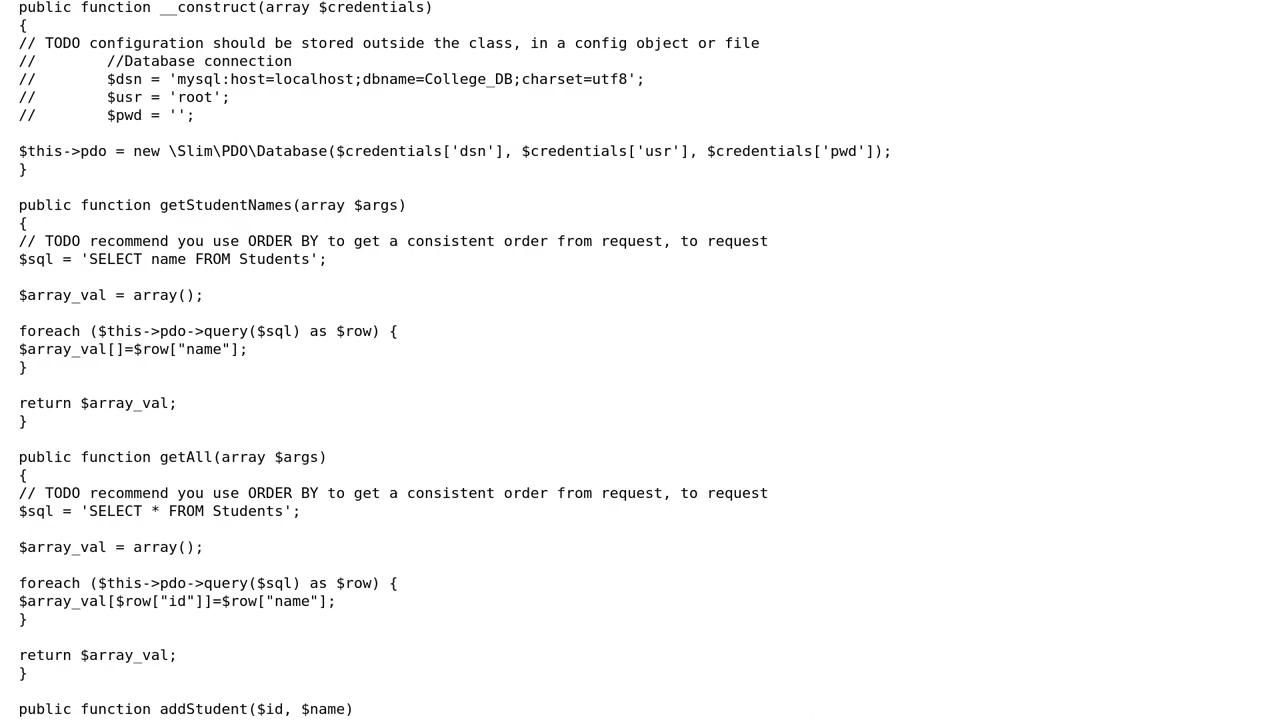 public function __construct(array $credentials)
{
// TODO configuration should be stored outside the class, in a config object or file
//        //Database connection
//        $dsn = 'mysql:host=localhost;dbname=College_DB;charset=utf8';
//        $usr = 'root';
//        $pwd = '';

$this->pdo = new \Slim\PDO\Database($credentials['dsn'], $credentials['usr'], $credentials['pwd']);
}

public function getStudentNames(array $args)
{
// TODO recommend you use ORDER BY to get a consistent order from request, to request
$sql = 'SELECT name FROM Students';

$array_val = array();

foreach ($this->pdo->query($sql) as $row) {
$array_val[]=$row["name"];
}

return $array_val;
}

public function getAll(array $args)
{
// TODO recommend you use ORDER BY to get a consistent order from request, to request
$sql = 'SELECT * FROM Students';

$array_val = array();

foreach ($this->pdo->query($sql) as $row) {
$array_val[$row["id"]]=$row["name"];
}

return $array_val;
}

public function addStudent($id, $name)